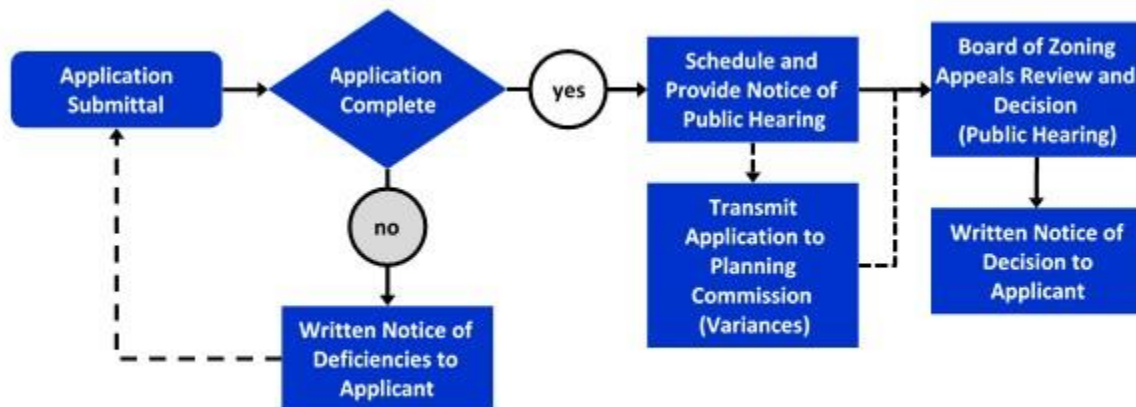 Application
Submittal
Application
Complete
yes
no
Written Notice of
Deficiencies to
Applicant
Schedule and
Provide Notice of
Public Hearing
Transmit
Application to
Planning
Commission
(Variances)
Board of Zoning
Appeals Review and
Decision
(Public Hearing)
Written Notice of
Decision to
Applicant